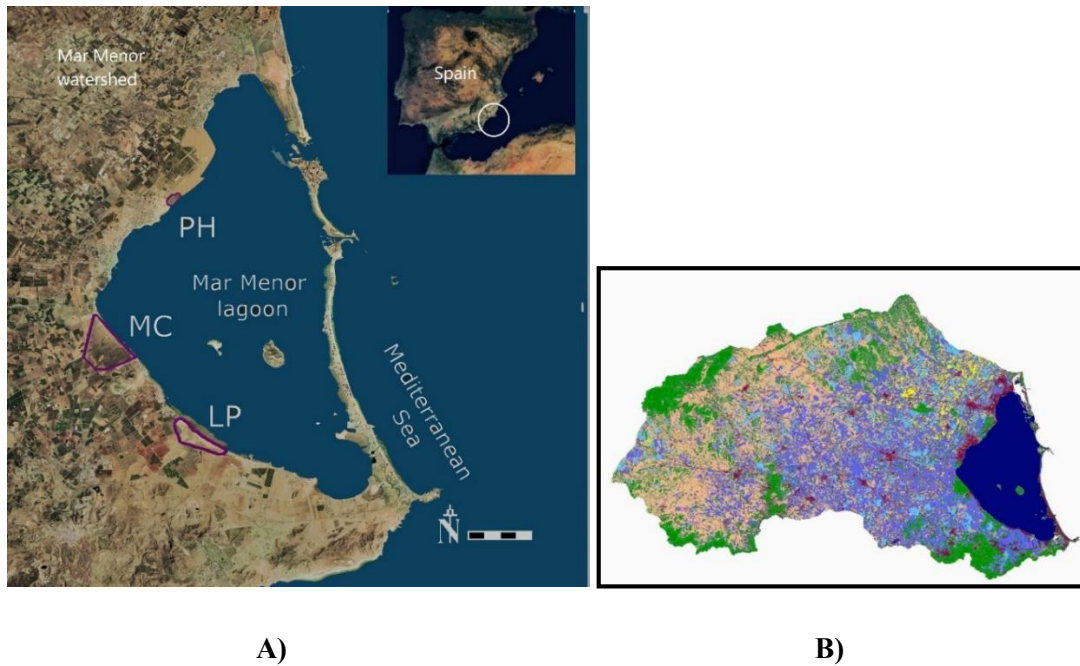 Mar Menor
watershed
Spain
PH
Mar Menor
lagoon
MC
Mediterranean
Sea
LP
N
A)
B)